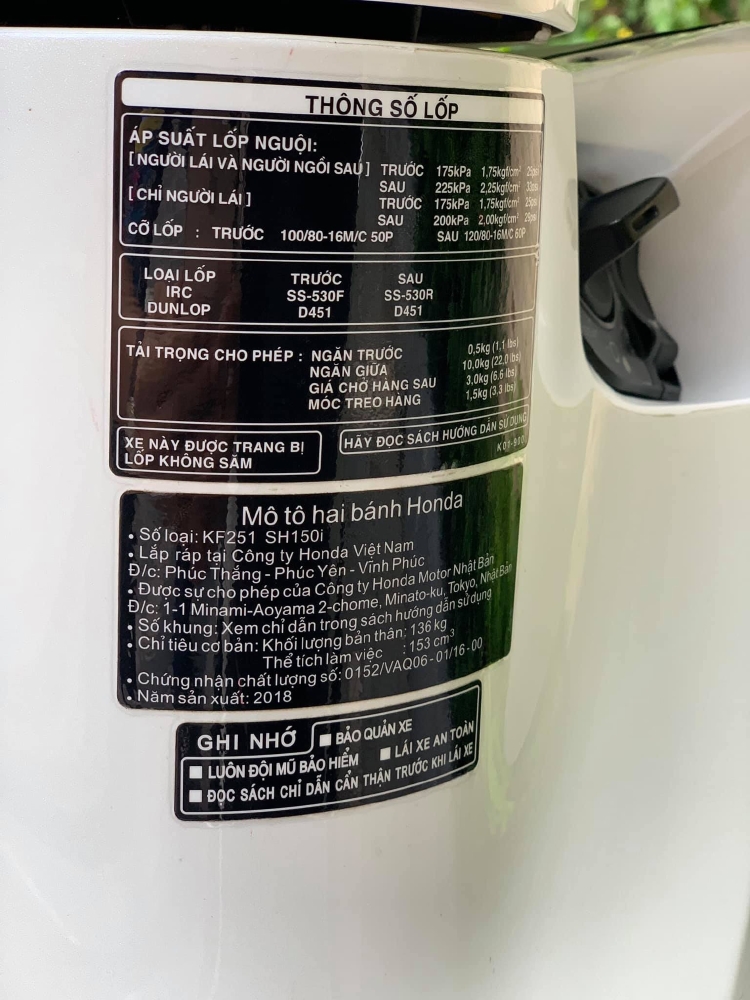 THÔNG SỐ LỐP
ÁP SUẤT LỐP NGUỘI:
[ NGƯỜI LÁI VÀ NGƯỜI NGỒI SAU ] TRƯỚC 175kPa 1,75kgf/cm² 25psi
SAU 225kPa 2,25kgf/cm² 33psi
[ CHỈ NGƯỜI LÁI ] TRƯỚC 175kPa 1,75kgf/cm² 25psi
SAU 200kPa 2,00kgf/cm² 29psi
CỠ LỐP : TRƯỚC 100/80-16M/C 50P SAU 120/80-16M/C 60P
LOẠI LỐP TRƯỚC SAU
IRC SS-530F SS-530R
DUNLOP D451 D451
TẢI TRỌNG CHO PHÉP : NGĂN TRƯỚC 0,5kg (1,1 lbs)
NGĂN GIỮA 10,0kg (22,0 lbs)
GIÁ CHỞ HÀNG SAU 3,0kg (6,6 lbs)
MÓC TREO HÀNG 1,5kg (3,3 lbs)
XE NÀY ĐƯỢC TRANG BỊ
LỐP KHÔNG SĂM
HÃY ĐỌC SÁCH HƯỚNG DẪN SỬ DỤNG
Mô tô hai bánh Honda
• Số loại: KF251 SH150i
• Lắp ráp tại Công ty Honda Việt Nam
Đ/c: Phúc Thắng - Phúc Yên - Vĩnh Phúc
• Được sự cho phép của Công ty Honda Motor Nhật Bản
Đ/c: 1-1 Minami-Aoyama 2-chome, Minato-ku, Tokyo, Nhật Bản
• Số khung: Xem chỉ dẫn trong sách hướng dẫn sử dụng
• Chỉ tiêu cơ bản: Khối lượng bản thân: 136 kg
Thể tích làm việc : 153 cm³
• Chứng nhận chất lượng số: 0152/VAQ06-01/16-00
• Năm sản xuất: 2018
GHI NHỚ
■ BẢO QUẢN XE
■ LUÔN ĐỘI MŨ BẢO HIỂM ■ LÁI XE AN TOÀN
■ ĐỌC SÁCH CHỈ DẪN CẨN THẬN TRƯỚC KHI LÁI XE